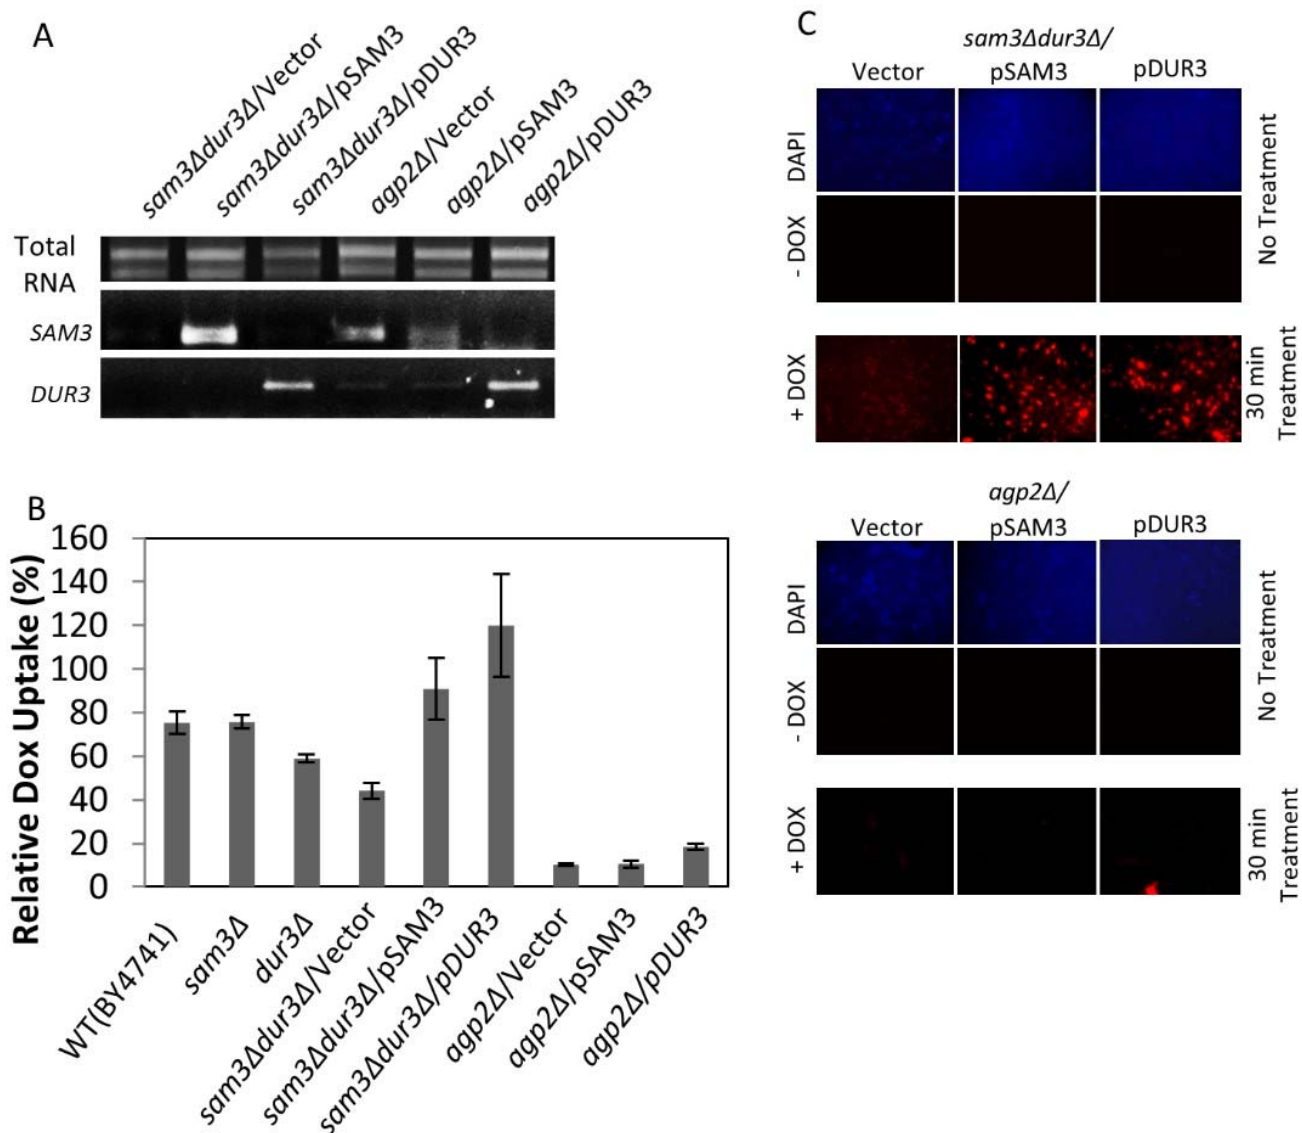 A
sam3Δdur3Δ/Vector
sam3Δdur3Δ/pSAM3
sam3Δdur3Δ/pDUR3
agp2Δ/Vector
agp2Δ/pSAM3
agp2Δ/pDUR3
Total
RNA
SAM3
DUR3
B
Relative Dox Uptake (%)
160
140
120
100
80
60
40
20
0
WT(BY4741)
sam3Δ
dur3Δ
sam3Δdur3Δ/Vector
sam3Δdur3Δ/pSAM3
sam3Δdur3Δ/pDUR3
agp2Δ/Vector
agp2Δ/pSAM3
agp2Δ/pDUR3
C
sam3Δdur3Δ/
Vector pSAM3 pDUR3
DAPI
- DOX
No Treatment
+ DOX
30 min
Treatment
agp2Δ/
Vector pSAM3 pDUR3
DAPI
- DOX
No Treatment
+ DOX
30 min
Treatment